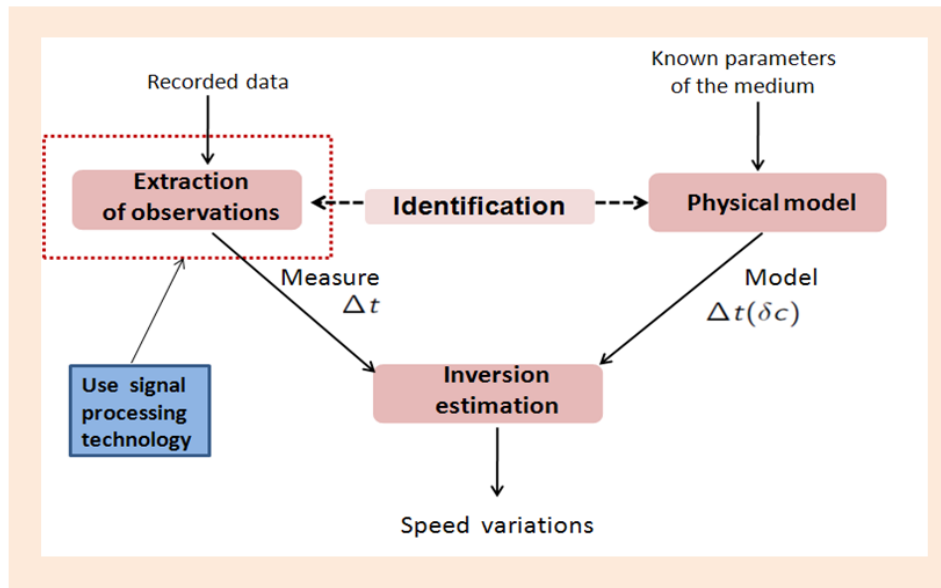 Recorded data
Known parameters
of the medium
Extraction
of observations
Identification
Physical model
Measure
Δt
Model
Δt(δc)
Use signal
processing
technology
Inversion
estimation
Speed variations